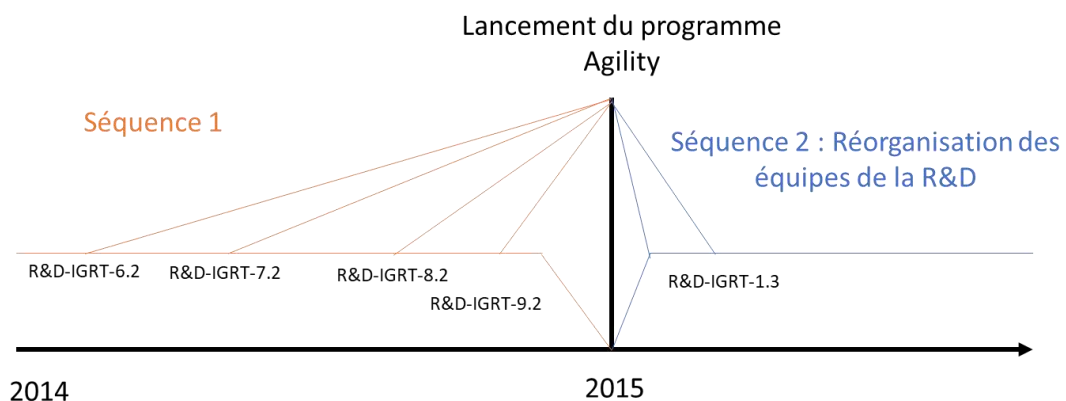 Lancement du programme
Agility
Séquence 1
Séquence 2 : Réorganisation des
équipes de la R&D
R&D-IGRT-6.2
R&D-IGRT-7.2
R&D-IGRT-8.2
R&D-IGRT-9.2
R&D-IGRT-1.3
2014
2015